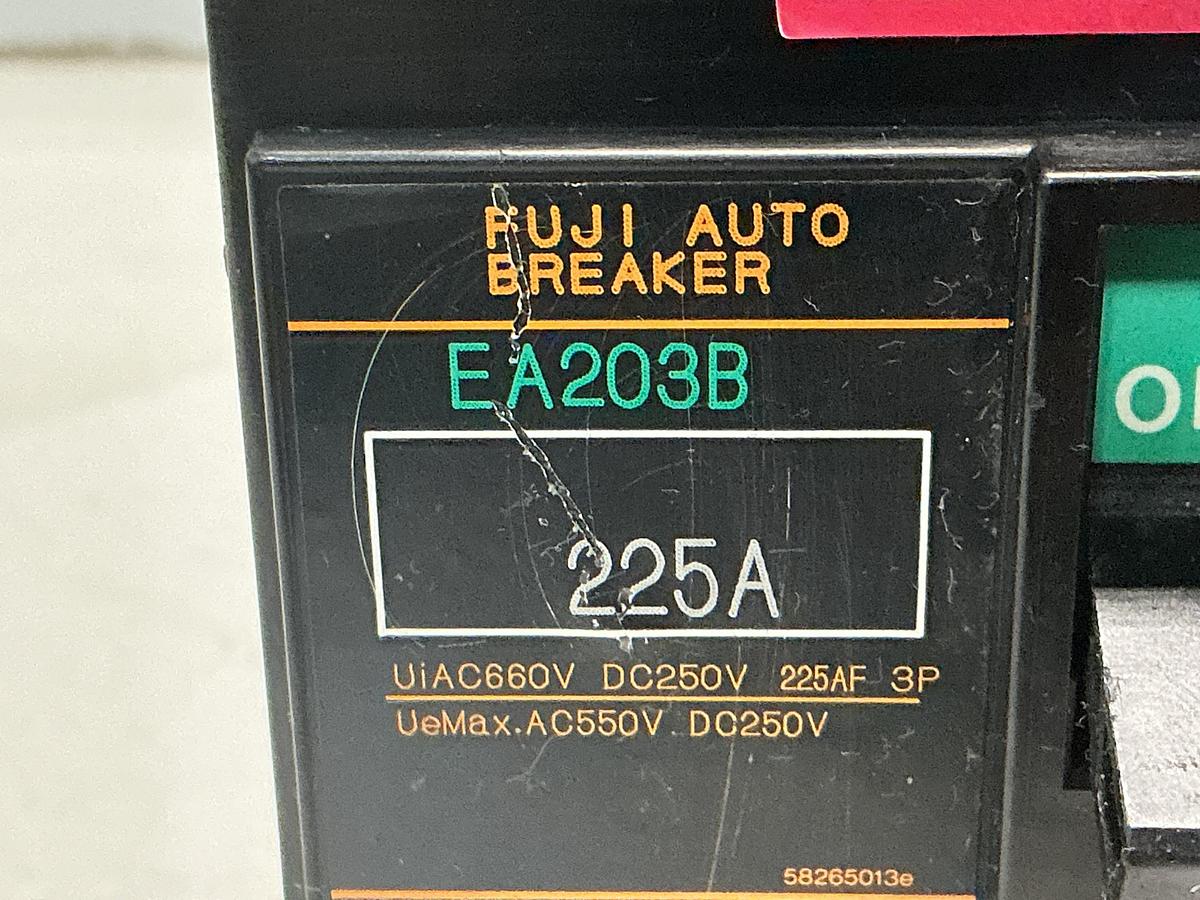 FUJI AUTO
BREAKER
EA203B
225A
UiAC660V DC250V 225AF 3P
UeMax.AC550V DC250V
58265013e